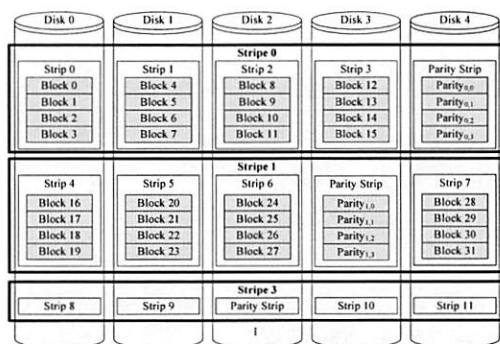 Disk 0 Disk 1 Disk 2 Disk 3 Disk 4
Stripe 0
Strip 0 Strip 1 Strip 2 Strip 3 Parity Strip
Block 0 Block 4 Block 8 Block 12 Parity0,0
Block 1 Block 5 Block 9 Block 13 Parity0,1
Block 2 Block 6 Block 10 Block 14 Parity0,2
Block 3 Block 7 Block 11 Block 15 Parity0,3
Stripe 1
Strip 4 Strip 5 Strip 6 Parity Strip Strip 7
Block 16 Block 20 Block 24 Parity1,0 Block 28
Block 17 Block 21 Block 25 Parity1,1 Block 29
Block 18 Block 22 Block 26 Parity1,2 Block 30
Block 19 Block 23 Block 27 Parity1,3 Block 31
Stripe 3
Strip 8 Strip 9 Parity Strip Strip 10 Strip 11